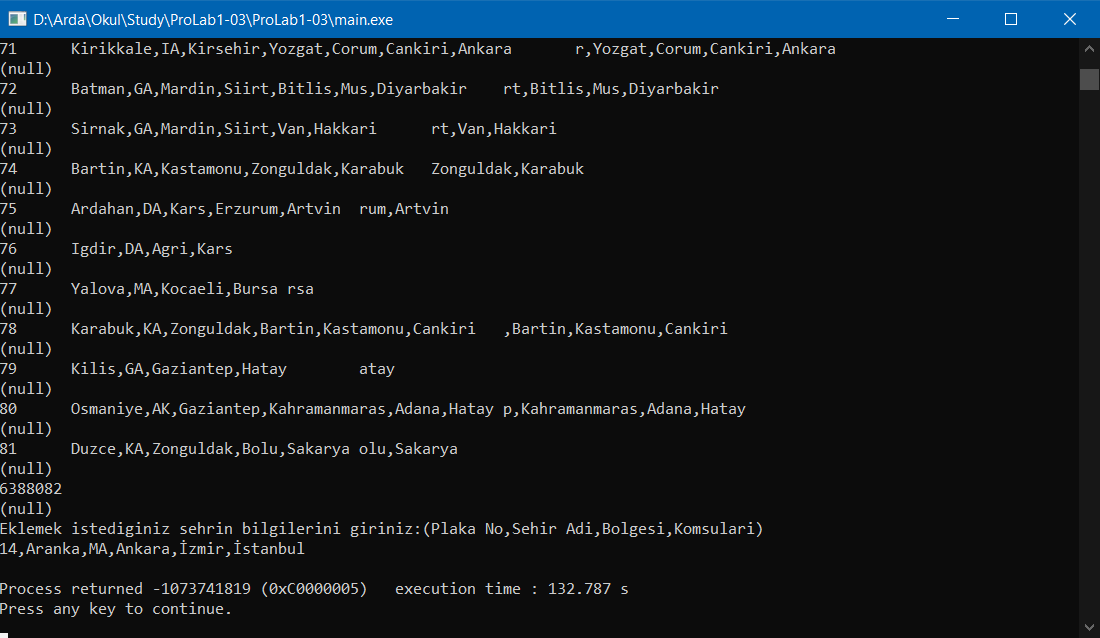 D:\Arda\Okul\Study\ProLab1-03\ProLab1-03\main.exe
71 Kirikkale,IA,Kirsehir,Yozgat,Corum,Cankiri,Ankara r,Yozgat,Corum,Cankiri,Ankara
(null)
72 Batman,GA,Mardin,Siirt,Bitlis,Mus,Diyarbakir rt,Bitlis,Mus,Diyarbakir
(null)
73 Sirnak,GA,Mardin,Siirt,Van,Hakkari rt,Van,Hakkari
(null)
74 Bartin,KA,Kastamonu,Zonguldak,Karabuk Zonguldak,Karabuk
(null)
75 Ardahan,DA,Kars,Erzurum,Artvin rum,Artvin
(null)
76 Igdir,DA,Agri,Kars
(null)
77 Yalova,MA,Kocaeli,Bursa rsa
(null)
78 Karabuk,KA,Zonguldak,Bartin,Kastamonu,Cankiri ,Bartin,Kastamonu,Cankiri
(null)
79 Kilis,GA,Gaziantep,Hatay atay
(null)
80 Osmaniye,AK,Gaziantep,Kahramanmaras,Adana,Hatay p,Kahramanmaras,Adana,Hatay
(null)
81 Duzce,KA,Zonguldak,Bolu,Sakarya olu,Sakarya
(null)
6388082
(null)
Eklemek istediginiz sehrin bilgilerini giriniz:(Plaka No,Sehir Adi,Bolgesi,Komsulari)
14,Aranka,MA,Ankara,İzmir,İstanbul
Process returned -1073741819 (0xC0000005) execution time : 132.787 s
Press any key to continue.